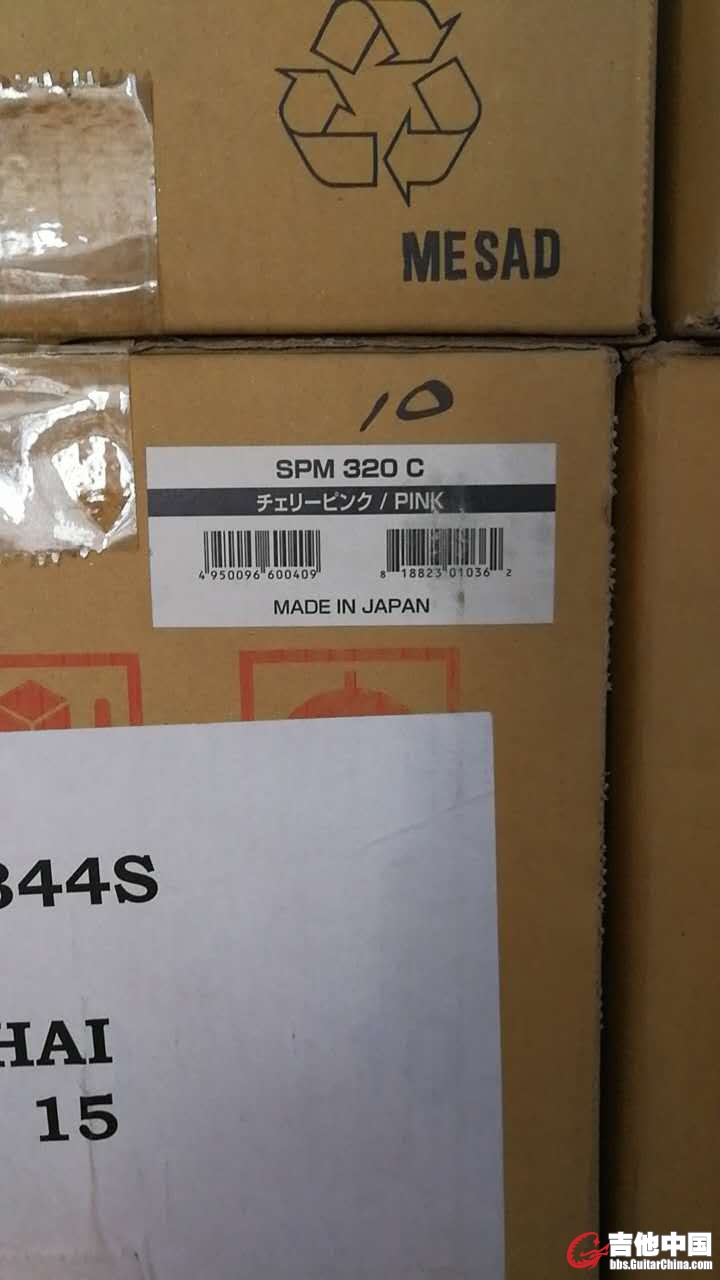 MESAD
10
SPM 320 C
チェリーピンク / PINK
4 950096 600409
8 18823 01036 2
MADE IN JAPAN
344S
HAI
15
吉他中国
bbs.GuitarChina.com